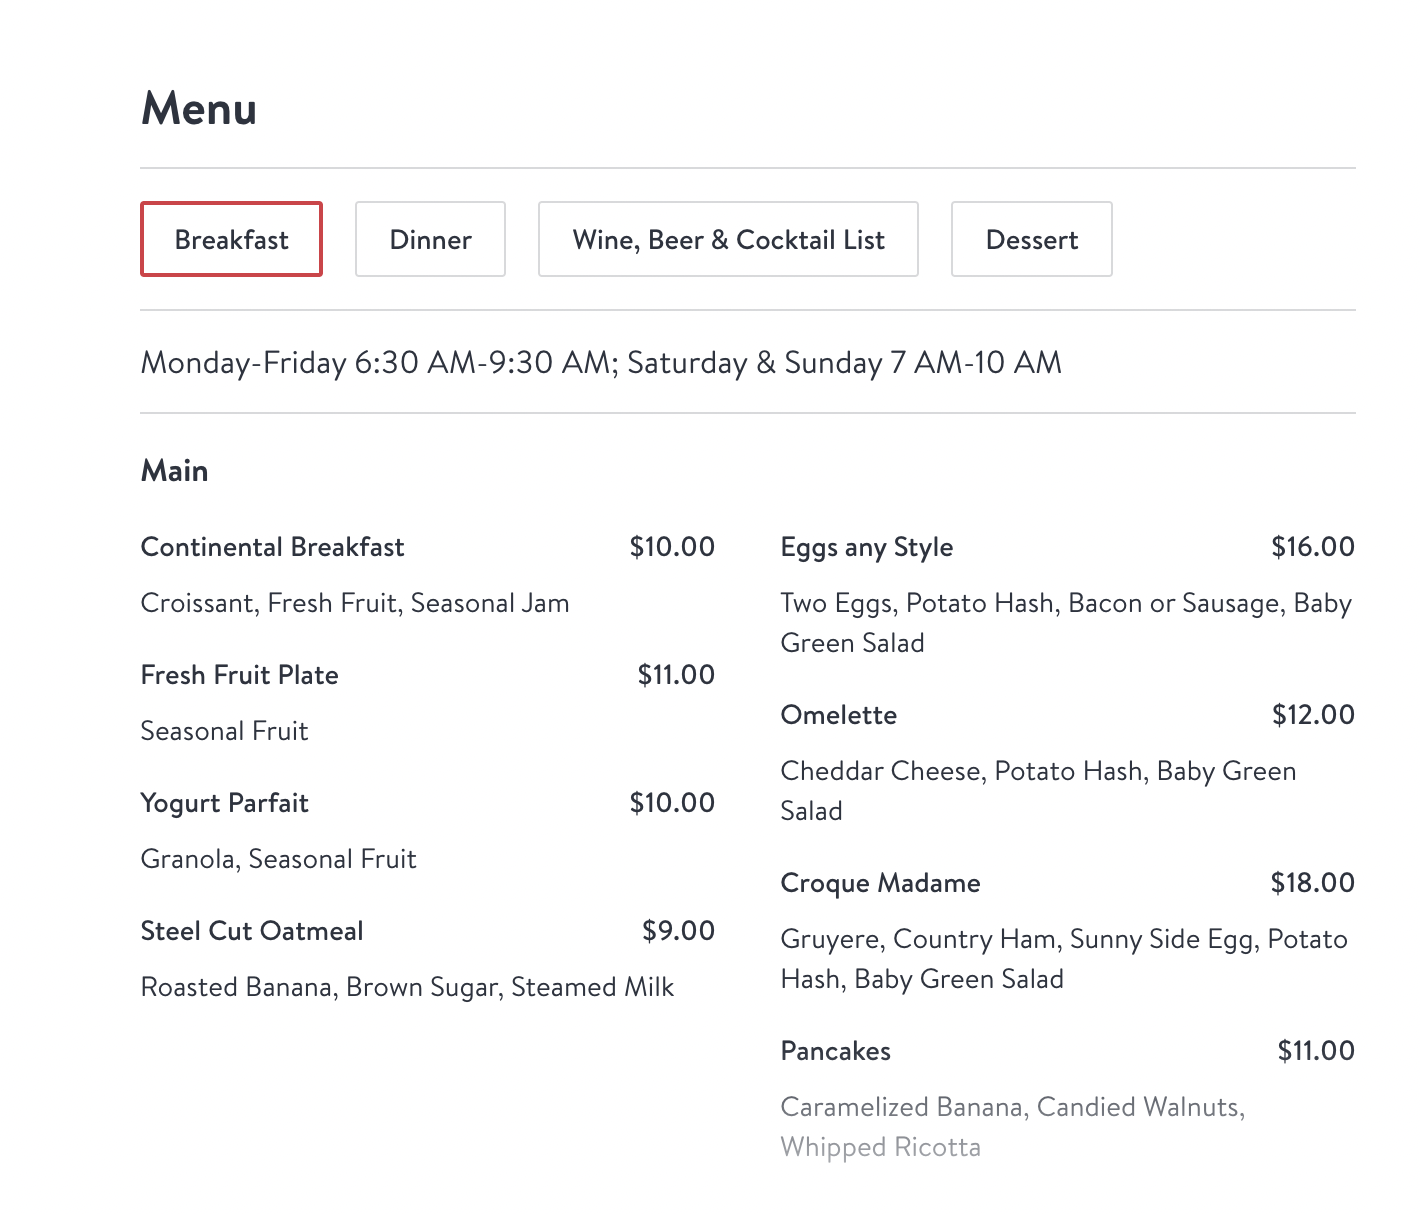 Menu
Breakfast
Dinner
Wine, Beer & Cocktail List
Dessert
Monday-Friday 6:30 AM-9:30 AM; Saturday & Sunday 7 AM-10 AM
Main
Continental Breakfast $10.00
Croissant, Fresh Fruit, Seasonal Jam
Fresh Fruit Plate $11.00
Seasonal Fruit
Yogurt Parfait $10.00
Granola, Seasonal Fruit
Steel Cut Oatmeal $9.00
Roasted Banana, Brown Sugar, Steamed Milk
Eggs any Style $16.00
Two Eggs, Potato Hash, Bacon or Sausage, Baby
Green Salad
Omelette $12.00
Cheddar Cheese, Potato Hash, Baby Green
Salad
Croque Madame $18.00
Gruyere, Country Ham, Sunny Side Egg, Potato
Hash, Baby Green Salad
Pancakes $11.00
Caramelized Banana, Candied Walnuts,
Whipped Ricotta